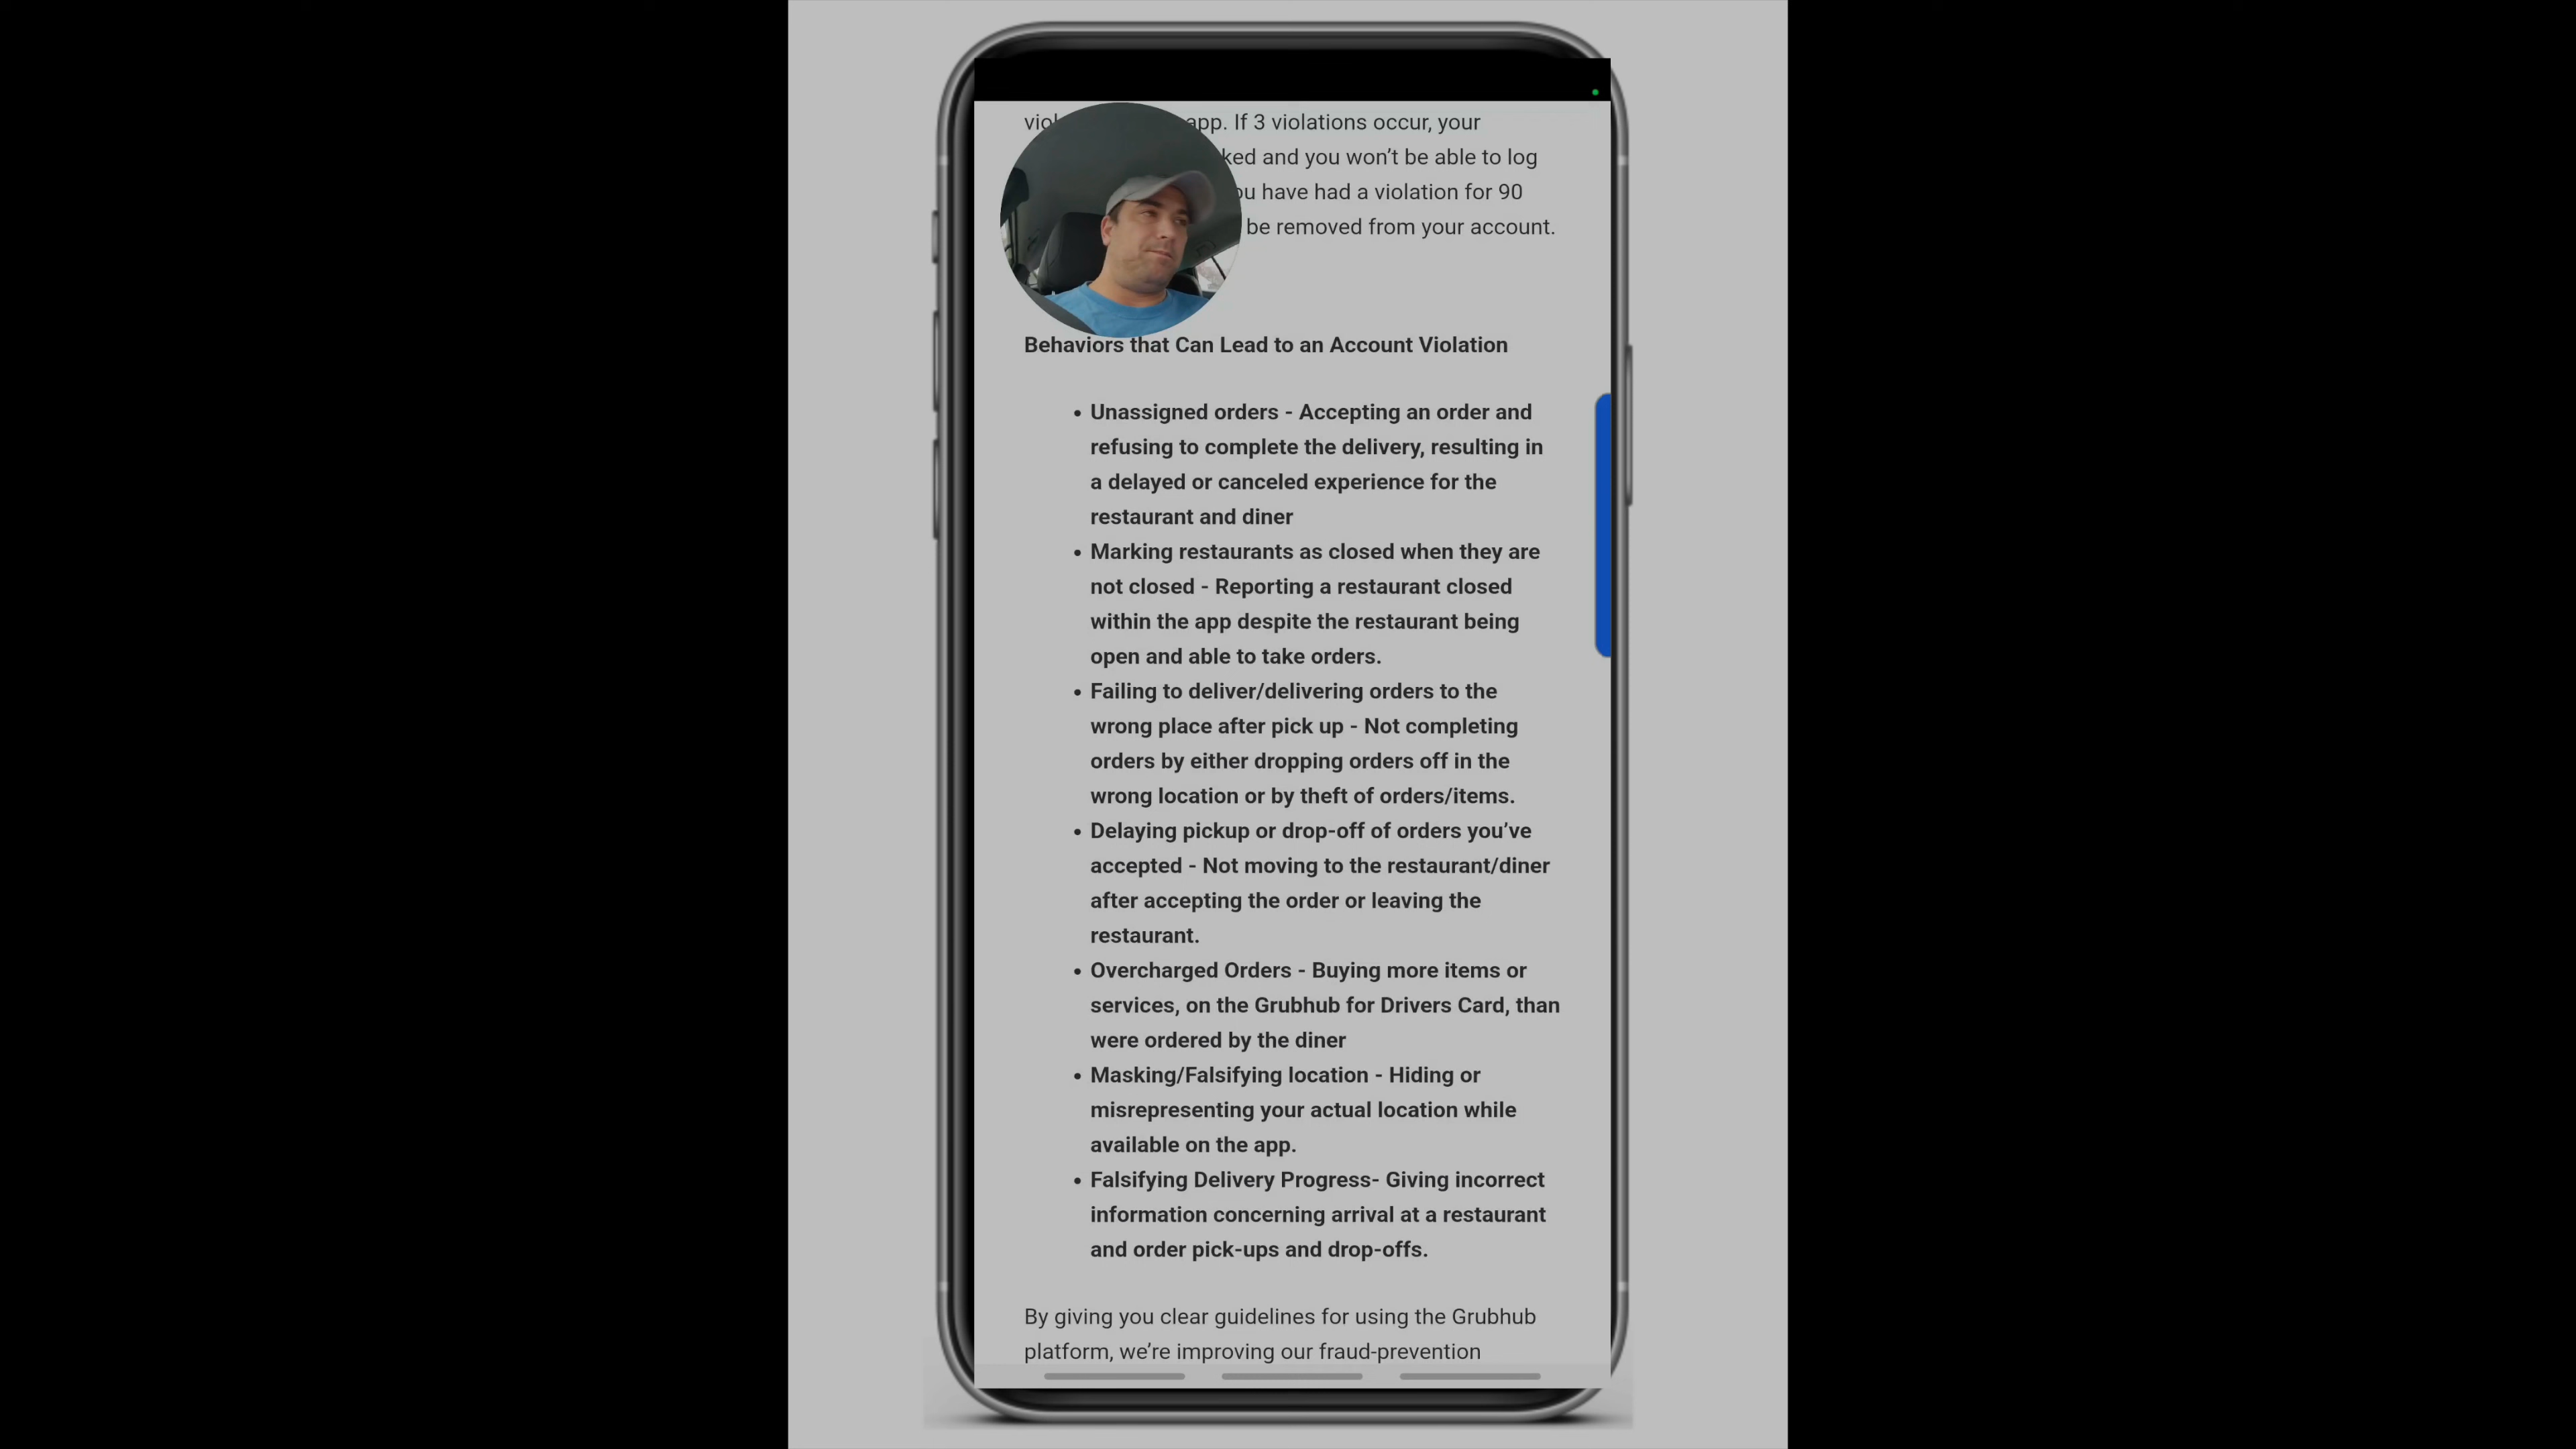 app. If 3 violations occur, your
and you won’t be able to log
have had a violation for 90
be removed from your account.
Behaviors that Can Lead to an Account Violation
• Unassigned orders - Accepting an order and
refusing to complete the delivery, resulting in
a delayed or canceled experience for the
restaurant and diner
• Marking restaurants as closed when they are
not closed - Reporting a restaurant closed
within the app despite the restaurant being
open and able to take orders.
• Failing to deliver/delivering orders to the
wrong place after pick up - Not completing
orders by either dropping orders off in the
wrong location or by theft of orders/items.
• Delaying pickup or drop-off of orders you’ve
accepted - Not moving to the restaurant/diner
after accepting the order or leaving the
restaurant.
• Overcharged Orders - Buying more items or
services, on the Grubhub for Drivers Card, than
were ordered by the diner
• Masking/Falsifying location - Hiding or
misrepresenting your actual location while
available on the app.
• Falsifying Delivery Progress- Giving incorrect
information concerning arrival at a restaurant
and order pick-ups and drop-offs.
By giving you clear guidelines for using the Grubhub
platform, we’re improving our fraud-prevention